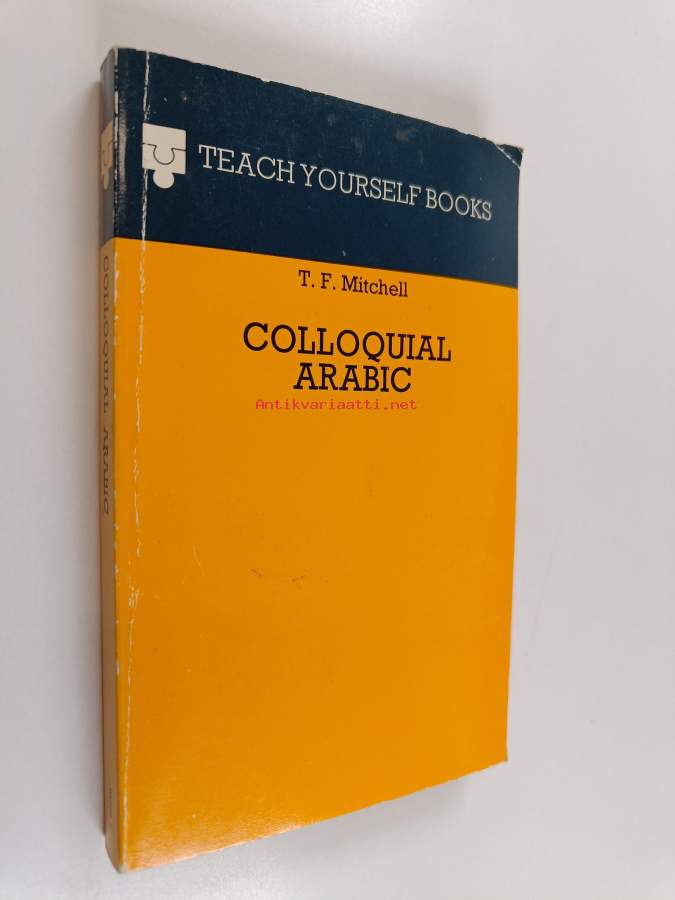 TEACH YOURSELF BOOKS
T. F. Mitchell
COLLOQUIAL
ARABIC
Antikvariaatti.net
COLLOQUIAL ARABIC